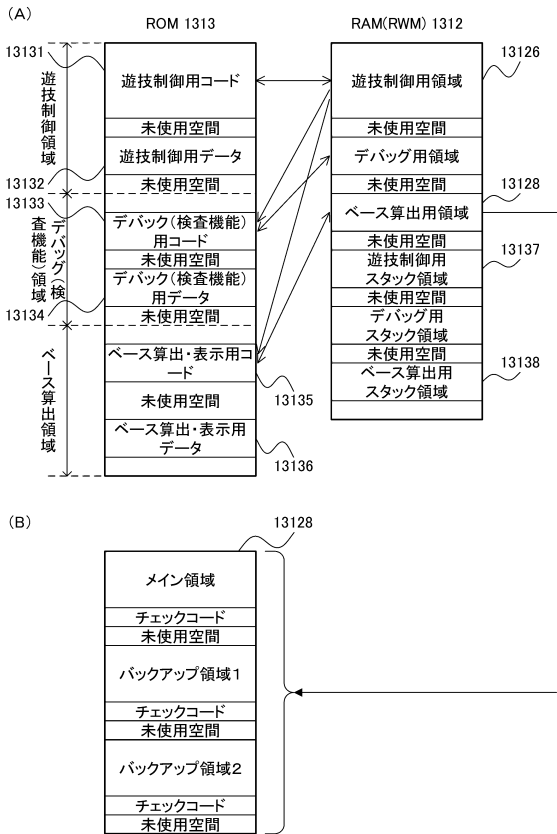 (A)
ROM 1313
RAM(RWM) 1312
13131
遊技制御領域
遊技制御用コード
未使用空間
遊技制御用データ
未使用空間
13132
13133
デバッグ(検
査機能)領域
デバック(検査機能)
用コード
未使用空間
デバック(検査機能)
用データ
未使用空間
13134
ベース算出領域
ベース算出・表示用コ
ード
13135
未使用空間
ベース算出・表示用
データ
13136
遊技制御用領域
13126
未使用空間
デバッグ用領域
未使用空間
13128
ベース算出用領域
未使用空間
遊技制御用
スタック領域
13137
未使用空間
デバッグ用
スタック領域
未使用空間
ベース算出用
スタック領域
13138
(B)
13128
メイン領域
チェックコード
未使用空間
バックアップ領域1
チェックコード
未使用空間
バックアップ領域2
チェックコード
未使用空間